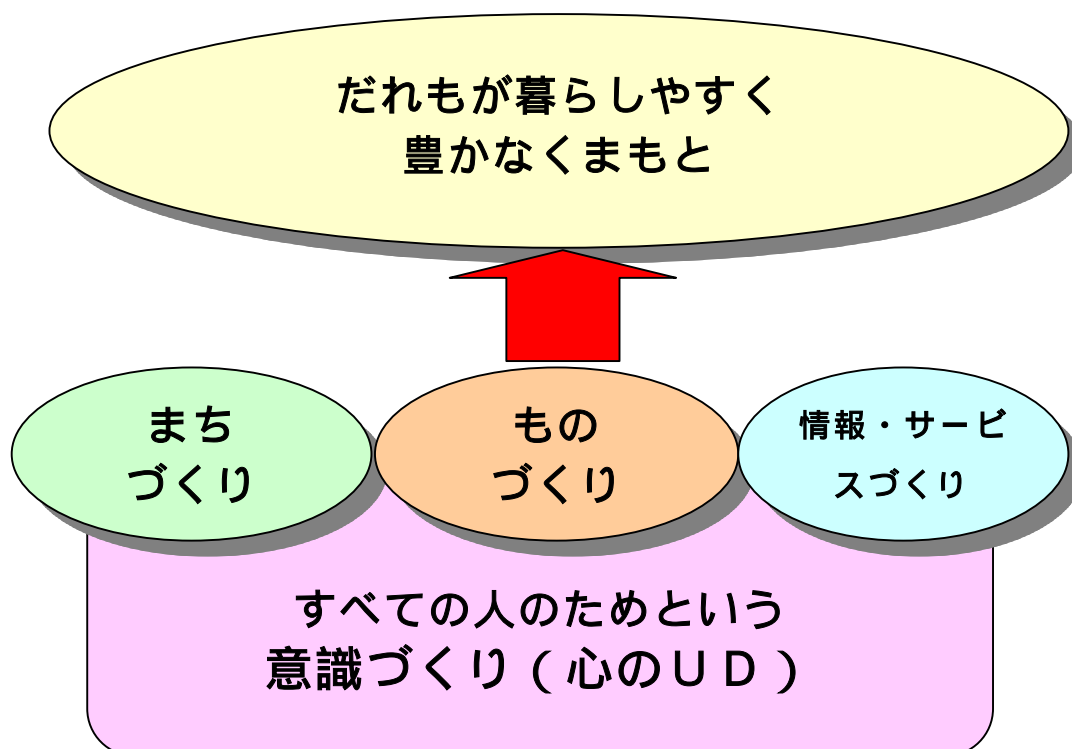 だれもが暮らしやすく
豊かなくまもと
まち
づくり
もの
づくり
情報・サービ
スづくり
すべての人のためという
意識づくり（心のＵＤ）